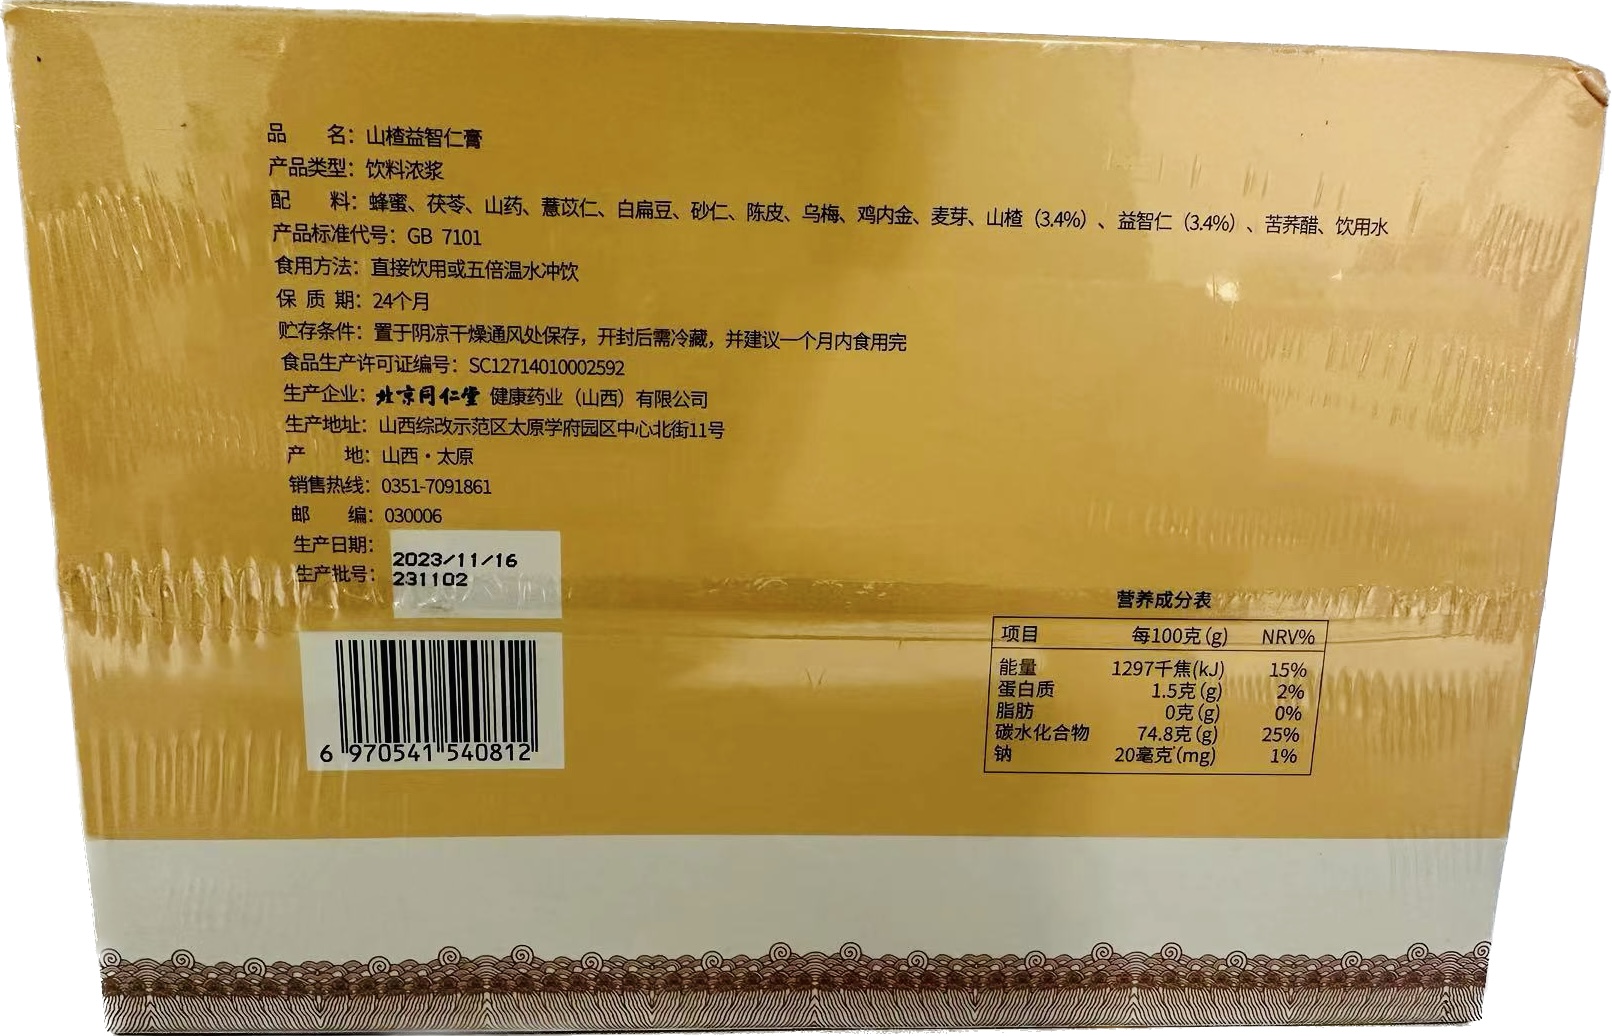 品 名：山楂益智仁膏
产品类型：饮料浓浆
配 料：蜂蜜、茯苓、山药、薏苡仁、白扁豆、砂仁、陈皮、乌梅、鸡内金、麦芽、山楂（3.4%）、益智仁（3.4%）、苦荞醋、饮用水
产品标准代号：GB 7101
食用方法：直接饮用或五倍温水冲饮
保 质 期：24个月
贮存条件：置于阴凉干燥通风处保存，开封后需冷藏，并建议一个月内食用完
食品生产许可证编号：SC12714010002592
生产企业：北京同仁堂 健康药业（山西）有限公司
生产地址：山西综改示范区太原学府园区中心北街11号
产 地：山西·太原
销售热线：0351-7091861
邮 编：030006
生产日期：2023/11/16
生产批号：231102
6 970541 540812
营养成分表
项目 每100克(g) NRV%
能量 1297千焦(kJ) 15%
蛋白质 1.5克(g) 2%
脂肪 0克(g) 0%
碳水化合物 74.8克(g) 25%
钠 20毫克(mg) 1%